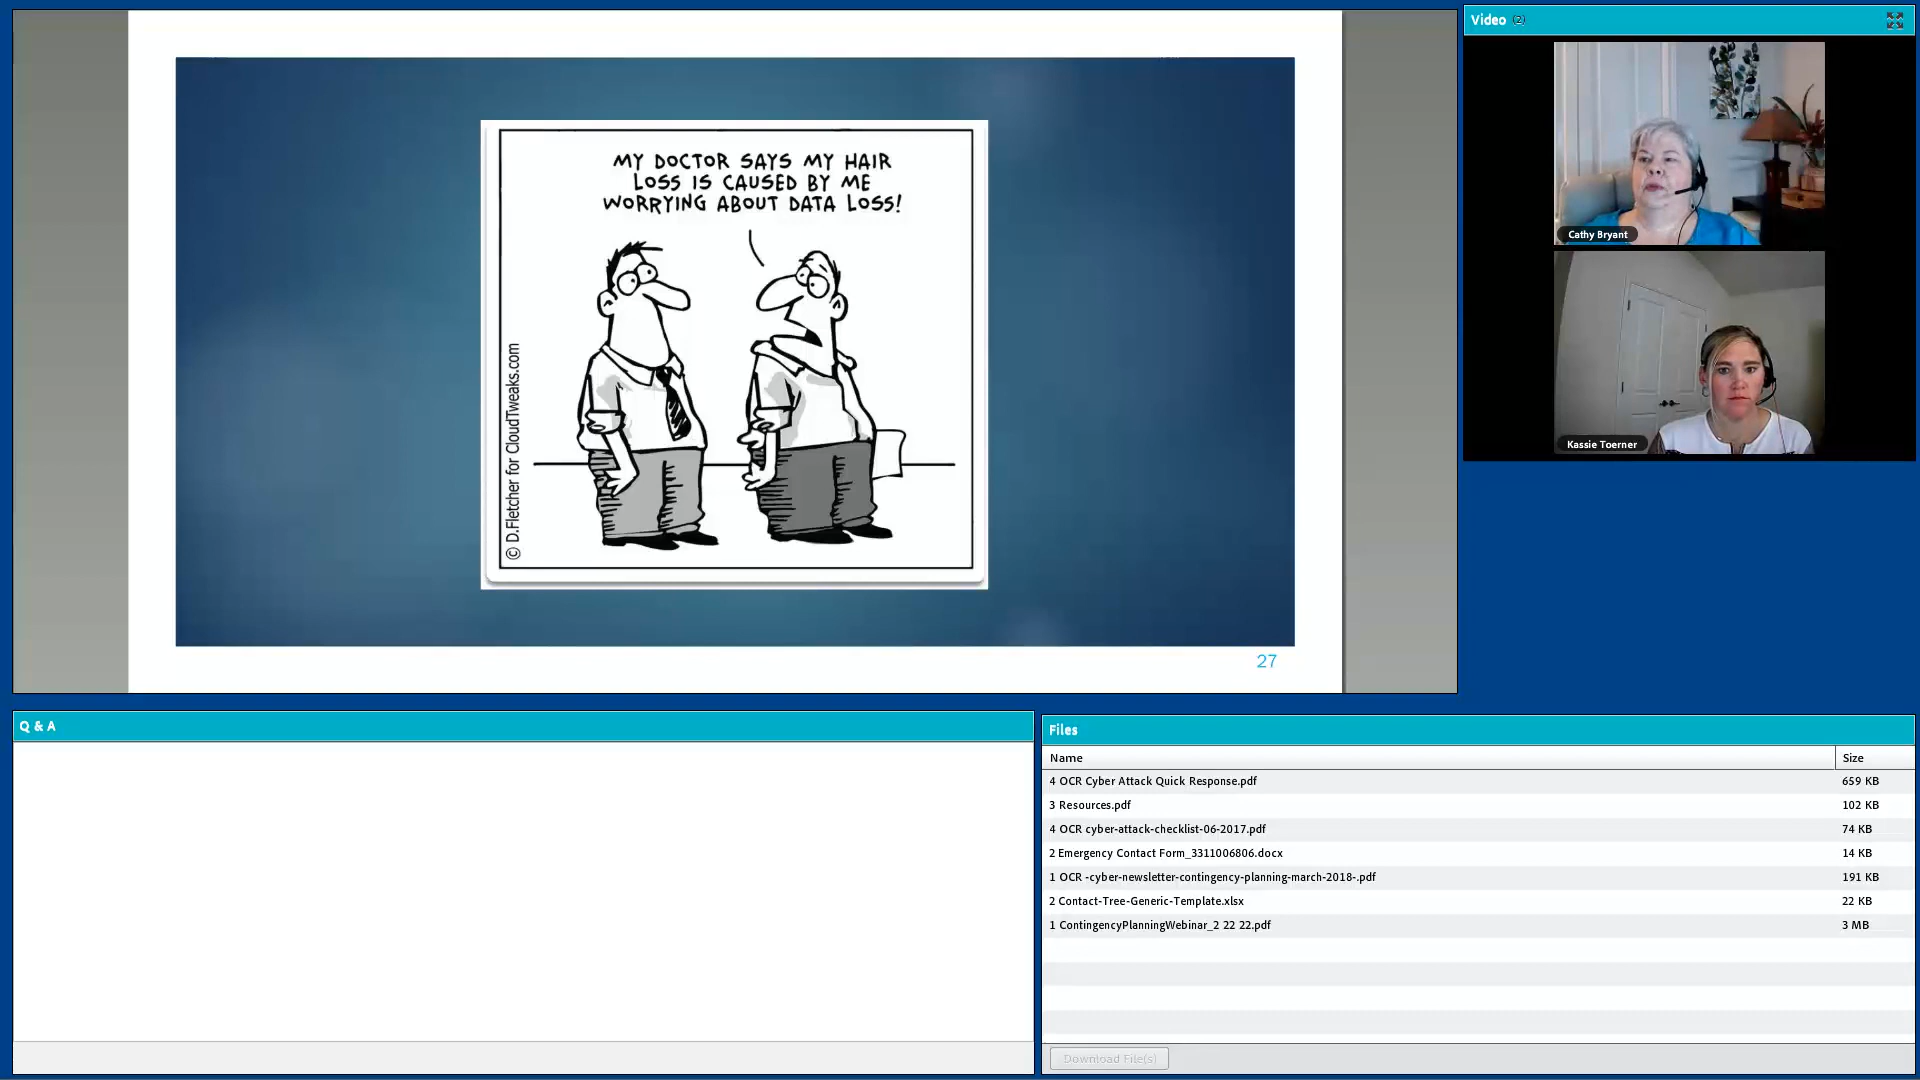 MY DOCTOR SAYS MY HAIR
LOSS IS CAUSED BY ME
WORRYING ABOUT DATA LOSS!
© D.Fletcher for CloudTweaks.com
27
Video (2)
Cathy Bryant
Kassie Toerner
Q & A
Files
Name Size
4 OCR Cyber Attack Quick Response.pdf 659 KB
3 Resources.pdf 102 KB
4 OCR cyber-attack-checklist-06-2017.pdf 74 KB
2 Emergency Contact Form_3311006806.docx 14 KB
1 OCR -cyber-newsletter-contingency-planning-march-2018-.pdf 191 KB
2 Contact-Tree-Generic-Template.xlsx 22 KB
1 ContingencyPlanningWebinar_2 22 22.pdf 3 MB
Download File(s)